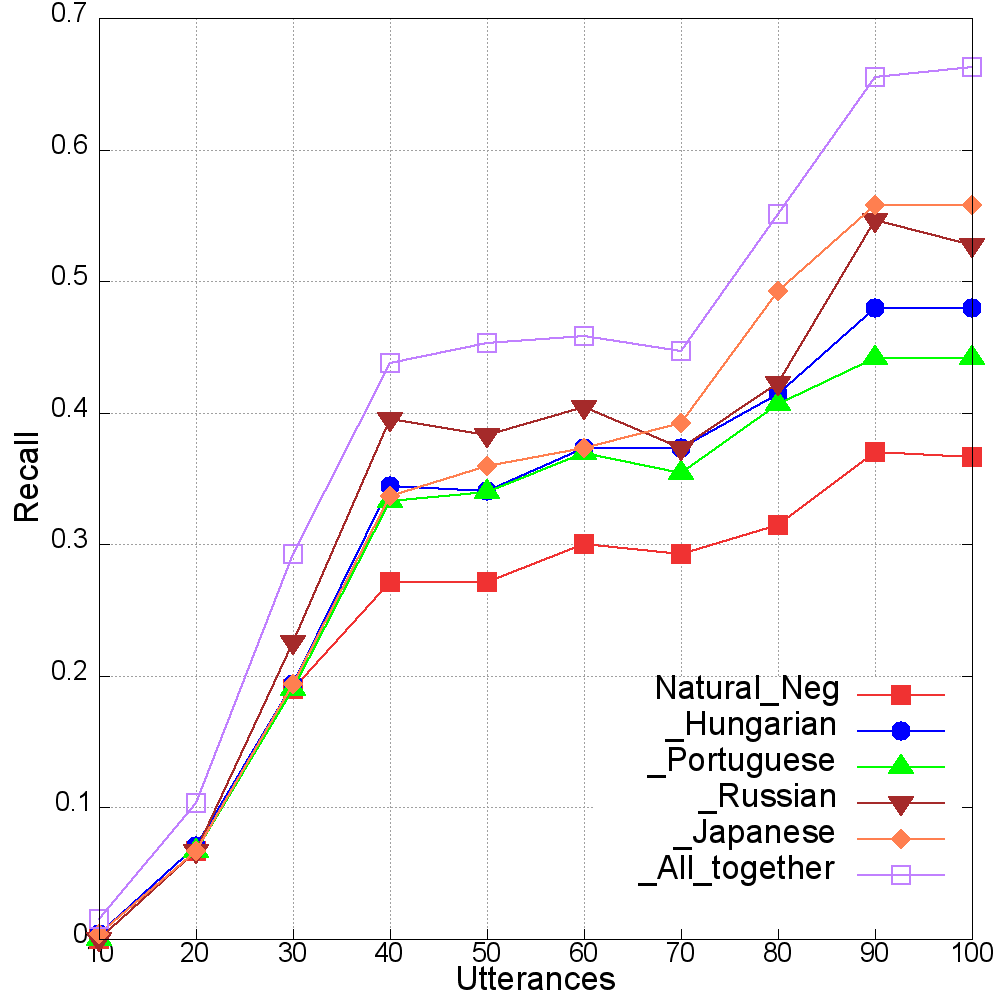 0.7
0.6
0.5
0.4
0.3
0.2
0.1
0
Recall
10 20 30 40 50 60 70 80 90 100
Utterances
Natural_Neg
_Hungarian
_Portuguese
_Russian
_Japanese
_All_together